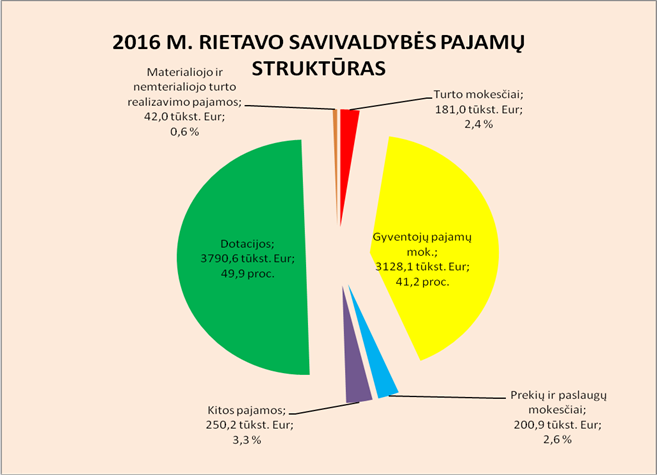 2016 M. RIETAVO SAVIVALDYBĖS PAJAMŲ
STRUKTŪRAS
Materialiojo ir
nemterialiojo turto
realizavimo pajamos;
42,0 tūkst. Eur;
0,6 %
Turto mokesčiai;
181,0 tūkst. Eur;
2,4 %
Dotacijos;
3790,6 tūkst. Eur;
49,9 proc.
Gyventojų pajamų
mok.;
3128,1 tūkst. Eur;
41,2 proc.
Kitos pajamos;
250,2 tūkst. Eur;
3,3 %
Prekių ir paslaugų
mokesčiai;
200,9 tūkst. Eur;
2,6 %